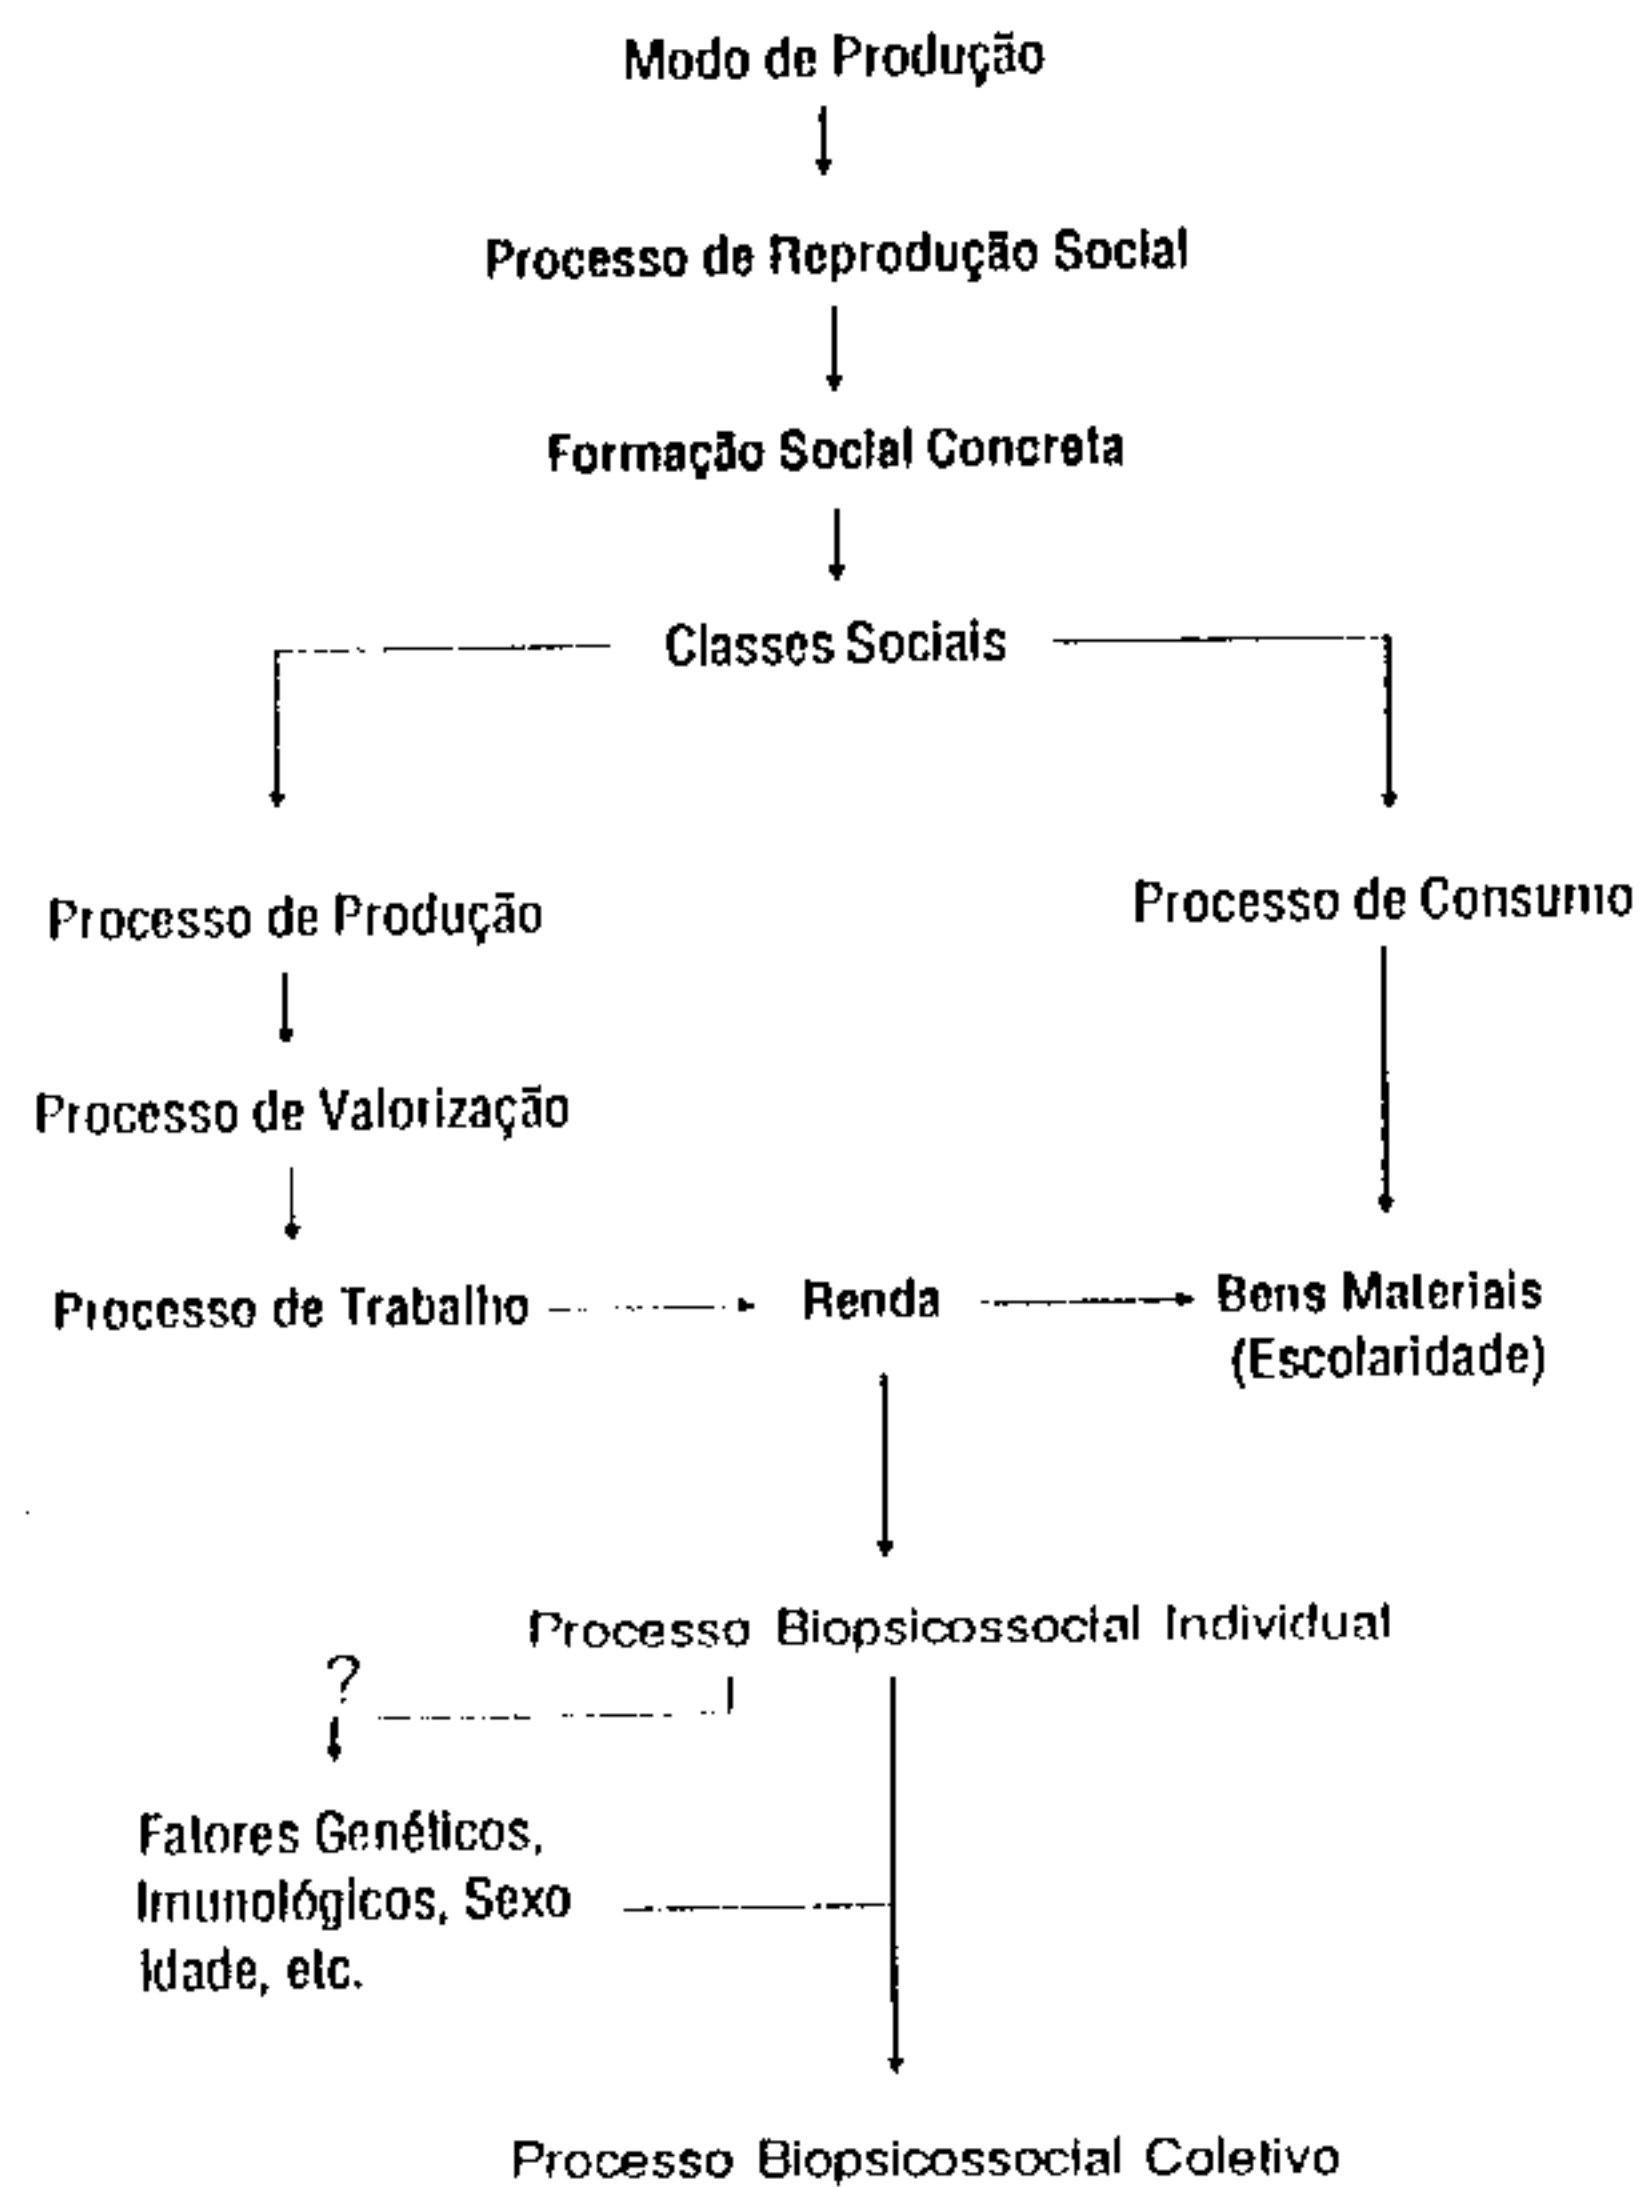 Modo de Produção
Processo de Reprodução Social
Formação Social Concreta
Classes Sociais
Processo de Produção
Processo de Consumo
Processo de Valorização
Processo de Trabalho
Renda
Bens Materiais
(Escolaridade)
Processo Biopsicossocial Individual
?
Fatores Genéticos,
Imunológicos, Sexo
Idade, etc.
Processo Biopsicossocial Coletivo